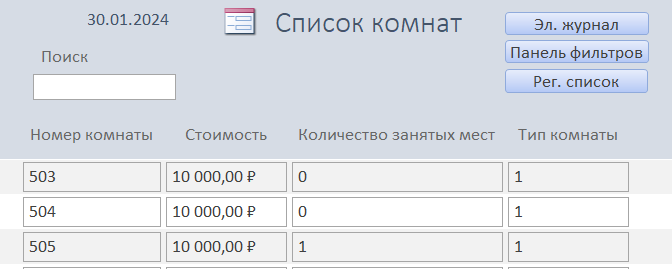 30.01.2024
Список комнат
Эл. журнал
Поиск
Панель фильтров
Рег. список
Номер комнаты Стоимость Количество занятых мест Тип комнаты
503 10 000,00 ₽ 0 1
504 10 000,00 ₽ 0 1
505 10 000,00 ₽ 1 1